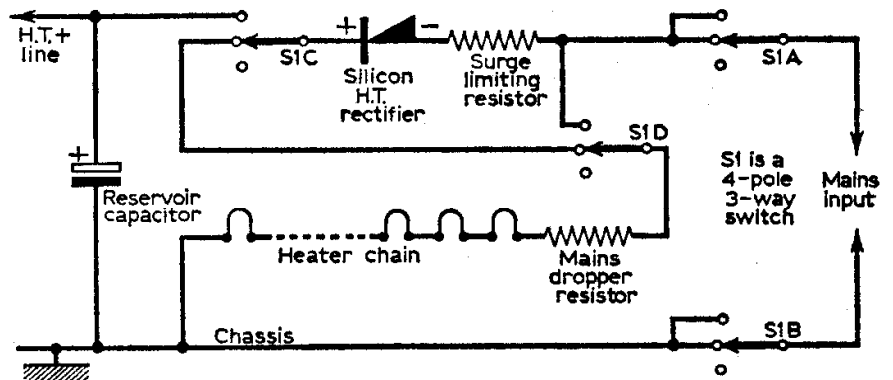 H.T.+
line
+
S1C
+
-
Silicon
H.T.
rectifier
Surge
limiting
resistor
S1A
S1D
S1 is a
4-pole
3-way
switch
Mains
input
Reservoir
capacitor
Heater chain
Mains
dropper
resistor
Chassis
S1B